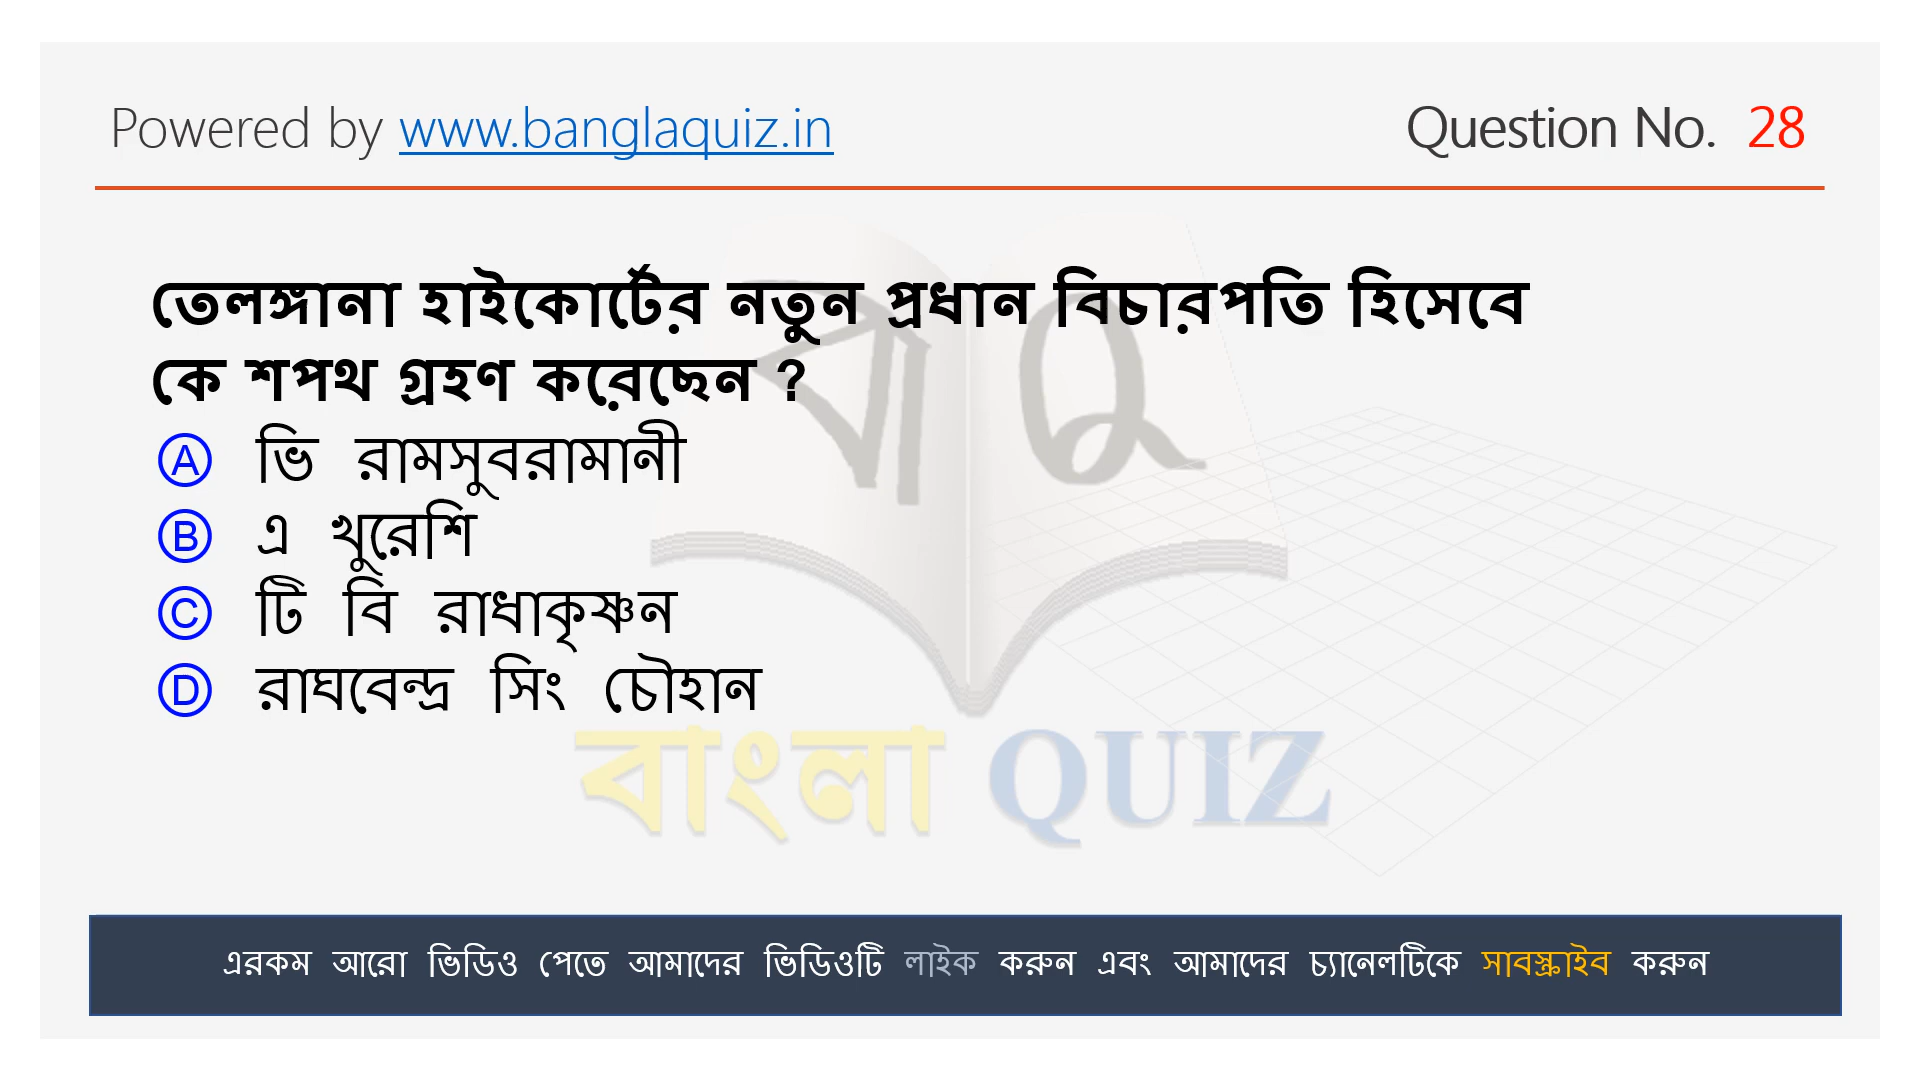 Powered by www.banglaquiz.in
Question No. 28
তেলঙ্গানা হাইকোর্টের নতুন প্রধান বিচারপতি হিসেবে
কে শপথ গ্রহণ করেছেন ?
Ⓐ ভি রামসুবরামানী
Ⓑ এ খুরেশি
Ⓒ টি বি রাধাকৃষ্ণন
Ⓓ রাঘবেন্দ্র সিং চৌহান
বা Q
বাংলা QUIZ
এরকম আরো ভিডিও পেতে আমাদের ভিডিওটি লাইক করুন এবং আমাদের চ্যানেলটিকে সাবস্ক্রাইব করুন